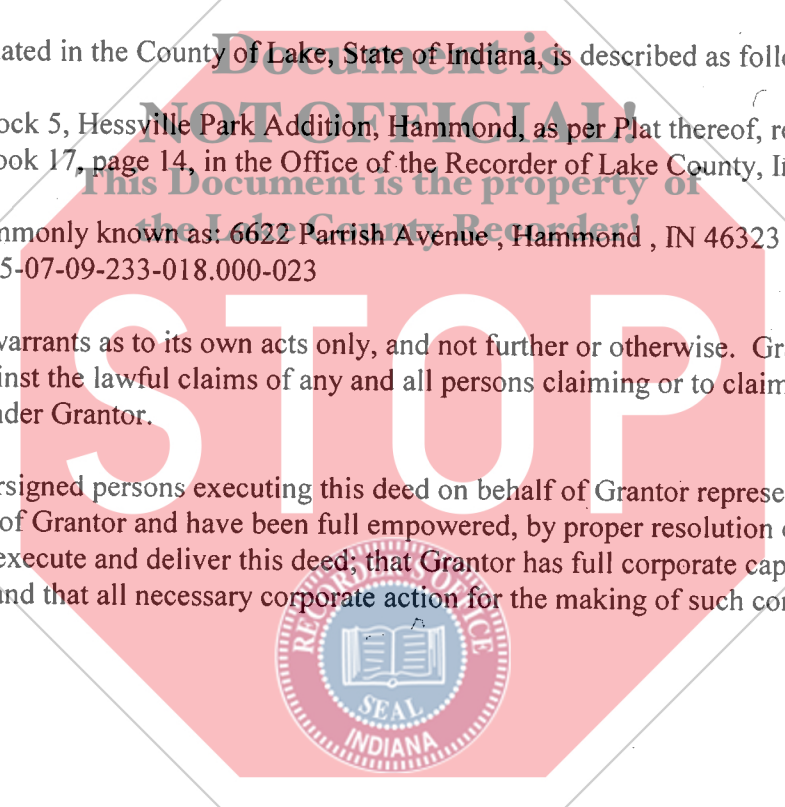 ated in the County of Lake, State of Indiana, is described as foll
Document is
ock 5, Hessville Park Addition, Hammond, as per Plat thereof, r
NOT OFFICIAL!
ook 17, page 14, in the Office of the Recorder of Lake County, I
This Document is the property of
the Lake County Recorder!
nmonly known as: 6622 Parrish Avenue , Hammond , IN 46323
5-07-09-233-018.000-023
warrants as to its own acts only, and not further or otherwise. Gr
inst the lawful claims of any and all persons claiming or to claim
nder Grantor.
STOP
rsigned persons executing this deed on behalf of Grantor represe
of Grantor and have been full empowered, by proper resolution
execute and deliver this deed; that Grantor has full corporate cap
and that all necessary corporate action for the making of such co
RECORDER'S OFFICE
SEAL
INDIANA